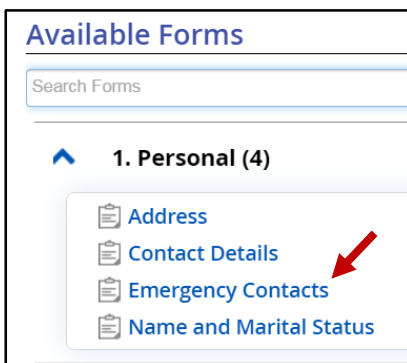 Available Forms
Search Forms
1. Personal (4)
Address
Contact Details
Emergency Contacts
Name and Marital Status